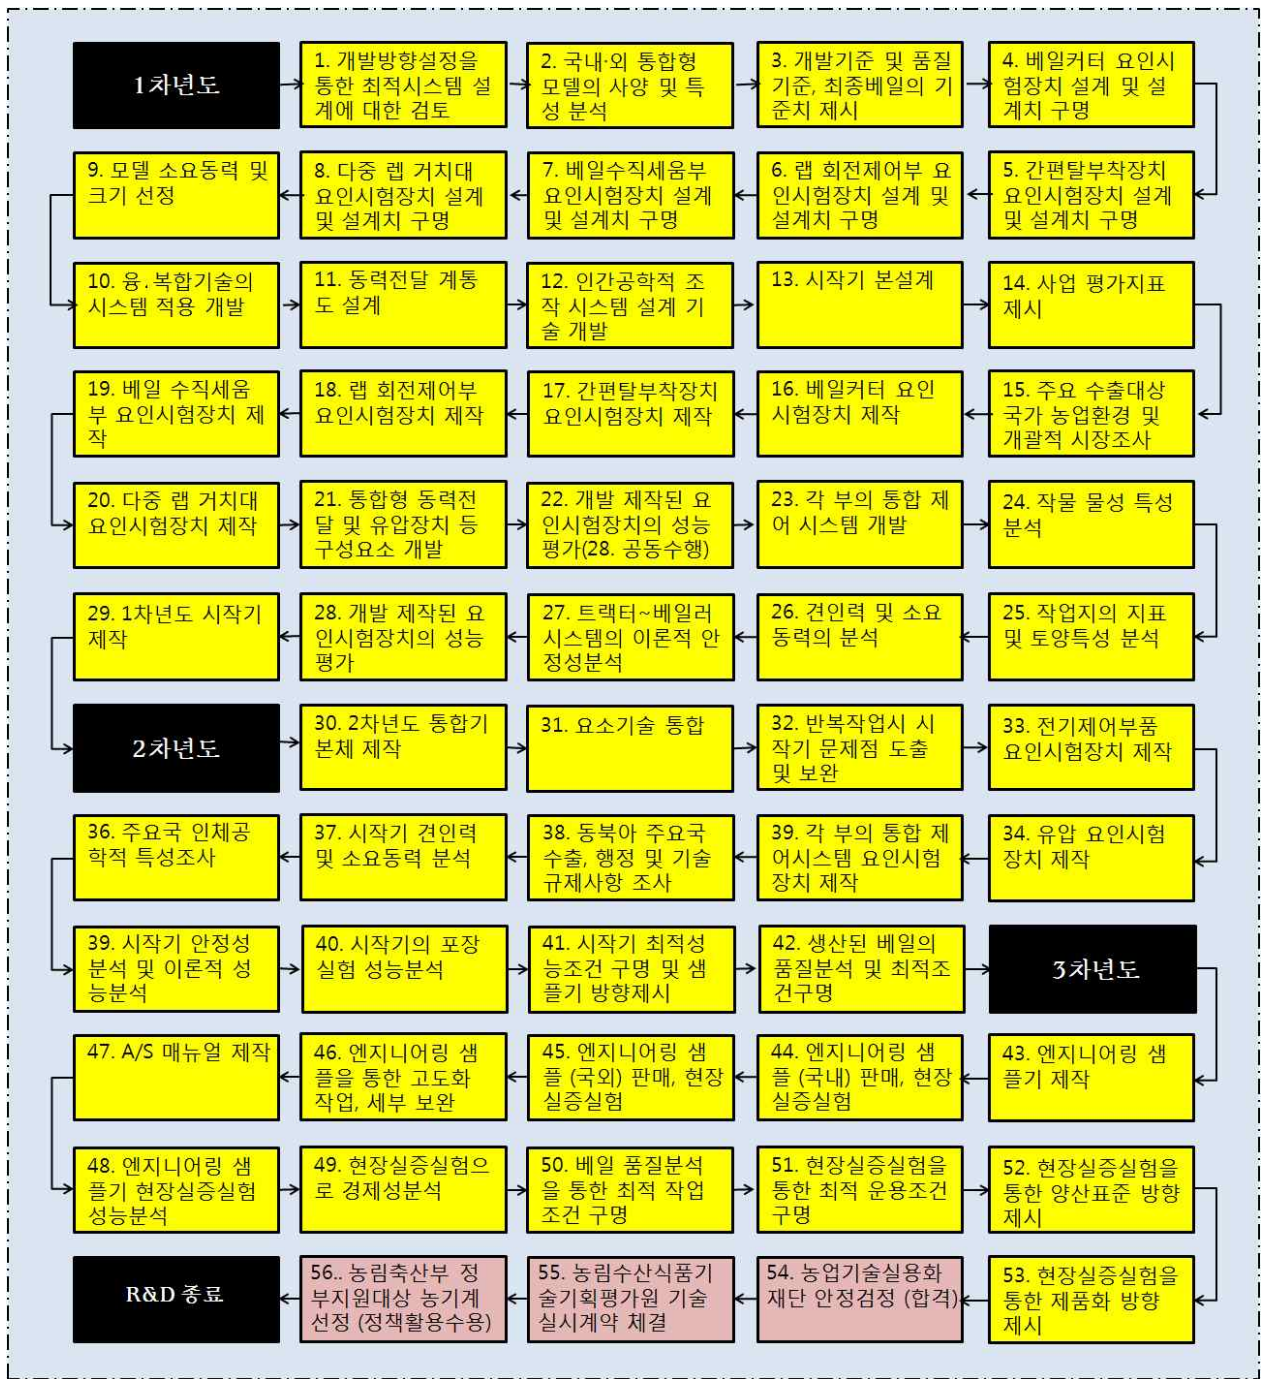 1차년도
1. 개발방향설정을
통한 최적시스템 설
계에 대한 검토
2. 국내·외 통합형
모델의 사양 및 특
성 분석
3. 개발기준 및 품질
기준, 최종베일의 기
준치 제시
4. 베일커터 요인시
험장치 설계 및 설
계치 구명
9. 모델 소요동력 및
크기 선정
8. 다중 렙 거치대
요인시험장치 설계
및 설계치 구명
7. 베일수직세움부
요인시험장치 설계
및 설계치 구명
6. 랩 회전제어부 요
인시험장치 설계 및
설계치 구명
5. 간편탈부착장치
요인시험장치 설계
및 설계치 구명
10. 융.복합기술의
시스템 적용 개발
11. 동력전달 계통
도 설계
12. 인간공학적 조
작 시스템 설계 기
술 개발
13. 시작기 본설계
14. 사업 평가지표
제시
19. 베일 수직세움
부 요인시험장치 제
작
18. 랩 회전제어부
요인시험장치 제작
17. 간편탈부착장치
요인시험장치 제작
16. 베일커터 요인
시험장치 제작
15. 주요 수출대상
국가 농업환경 및
개괄적 시장조사
20. 다중 랩 거치대
요인시험장치 제작
21. 통합형 동력전
달 및 유압장치 등
구성요소 개발
22. 개발 제작된 요
인시험장치의 성능
평가(28. 공동수행)
23. 각 부의 통합 제
어 시스템 개발
24. 작물 물성 특성
분석
29. 1차년도 시작기
제작
28. 개발 제작된 요
인시험장치의 성능
평가
27. 트랙터~베일러
시스템의 이론적 안
정성분석
26. 견인력 및 소요
동력의 분석
25. 작업지의 지표
및 토양특성 분석
2차년도
30. 2차년도 통합기
본체 제작
31. 요소기술 통합
32. 반복작업시 시
작기 문제점 도출
및 보완
33. 전기제어부품
요인시험장치 제작
36. 주요국 인체공
학적 특성조사
37. 시작기 견인력
및 소요동력 분석
38. 동북아 주요국
수출, 행정 및 기술
규제사항 조사
39. 각 부의 통합 제
어시스템 요인시험
장치 제작
34. 유압 요인시험
장치 제작
39. 시작기 안정성
분석 및 이론적 성
능분석
40. 시작기의 포장
실험 성능분석
41. 시작기 최적성
능조건 구명 및 샘
플기 방향제시
42. 생산된 베일의
품질분석 및 최적조
건구명
3차년도
47. A/S 매뉴얼 제작
46. 엔지니어링 샘
플을 통한 고도화
작업, 세부 보완
45. 엔지니어링 샘
플 (국외) 판매, 현장
실증실험
44. 엔지니어링 샘
플 (국내) 판매, 현장
실증실험
43. 엔지니어링 샘
플기 제작
48. 엔지니어링 샘
플기 현장실증실험
성능분석
49. 현장실증실험으
로 경제성분석
50. 베일 품질분석
을 통한 최적 작업
조건 구명
51. 현장실증실험을
통한 최적 운용조건
구명
52. 현장실증실험을
통한 양산표준 방향
제시
R&D 종료
56.. 농림축산부 정
부지원대상 농기계
선정 (정책활용수용)
55. 농림수산식품기
술기획평가원 기술
실시계약 체결
54. 농업기술실용화
재단 안정검정 (합격)
53. 현장실증실험을
통한 제품화 방향
제시